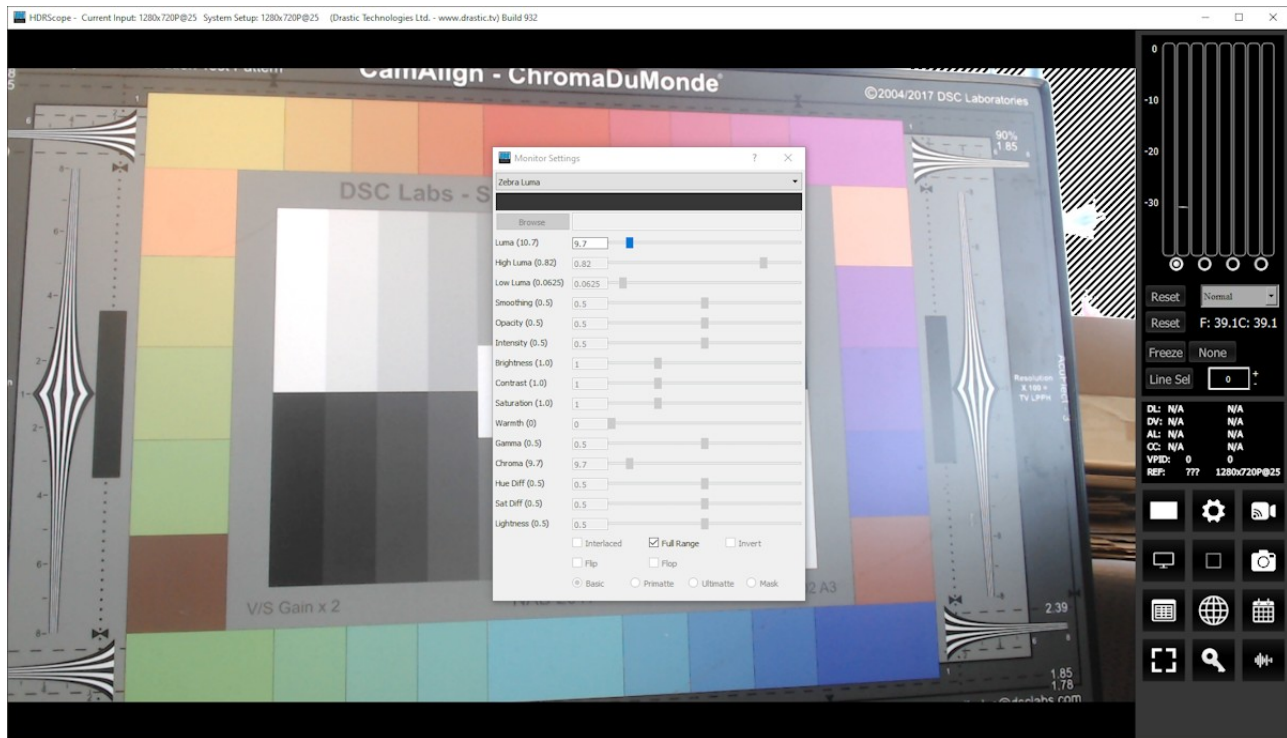 HDRScope - Current Input: 1280x720P@25 System Setup: 1280x720P@25 (Drastic Technologies Ltd. - www.drastic.tv) Build 932
CamAlign - ChromaDuMonde
©2004/2017 DSC Laboratories
90%
1.85
DSC Labs - S
Monitor Settings
Zebra Luma
Browse
Luma (10.7) 9.7
High Luma (0.82) 0.82
Low Luma (0.0625) 0.0625
Smoothing (0.5) 0.5
Opacity (0.5) 0.5
Intensity (0.5) 0.5
Brightness (1.0) 1
Contrast (1.0) 1
Saturation (1.0) 1
Warmth (0) 0
Gamma (0.5) 0.5
Chroma (9.7) 9.7
Hue Diff (0.5) 0.5
Sat Diff (0.5) 0.5
Lightness (0.5) 0.5
Interlaced Full Range Invert
Flip Flop
Basic Primatte Ultimatte Mask
Resolution
X 100 =
TV LPPH
V/S Gain x 2
2 A3
2.39
1.85
1.78
0
-10
-20
-30
Reset Normal
Reset F: 39.1C: 39.1
Freeze None
Line Sel 0 + -
DL: N/A N/A
DV: N/A N/A
AL: N/A N/A
CC: N/A N/A
VPID: 0 0
REF: ??? 1280x720P@25